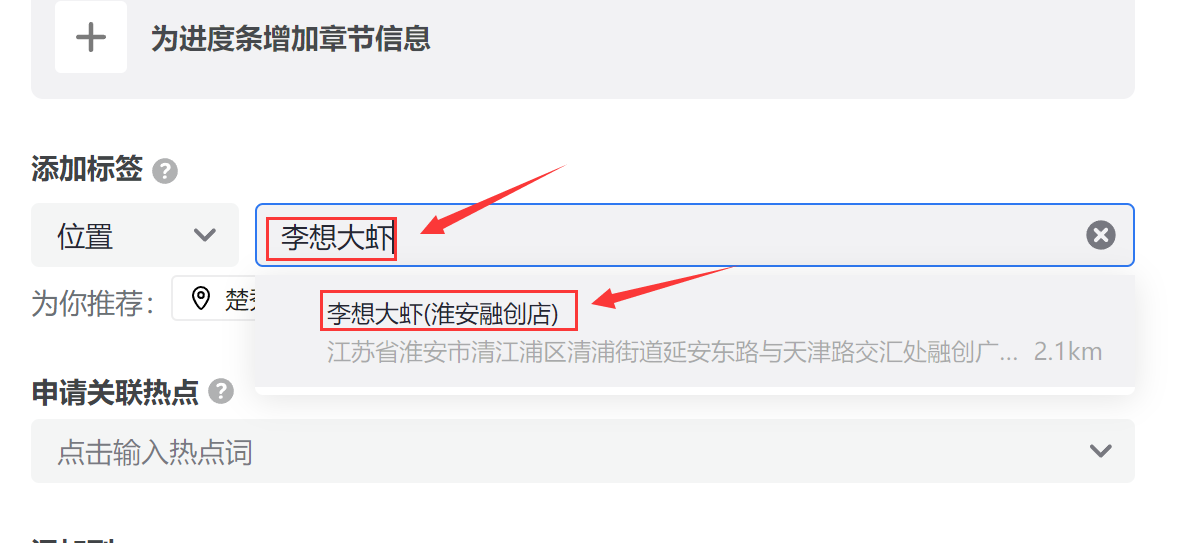 为进度条增加章节信息
添加标签 ?
位置
李想大虾
为你推荐：
楚
李想大虾(淮安融创店)
江苏省淮安市清江浦区清浦街道延安东路与天津路交汇处融创广... 2.1km
申请关联热点 ?
点击输入热点词